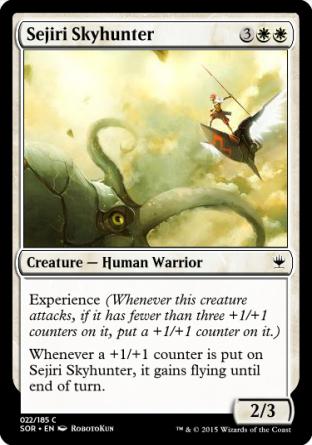 Sejiri Skyhunter 3
Creature — Human Warrior
Experience (Whenever this creature
attacks, if it has fewer than three +1/+1
counters on it, put a +1/+1 counter on it.)
Whenever a +1/+1 counter is put on
Sejiri Skyhunter, it gains flying until
end of turn.
2/3
022/185 C
SOR • EN RobotoKun
™ & © 2015 Wizards of the Coast